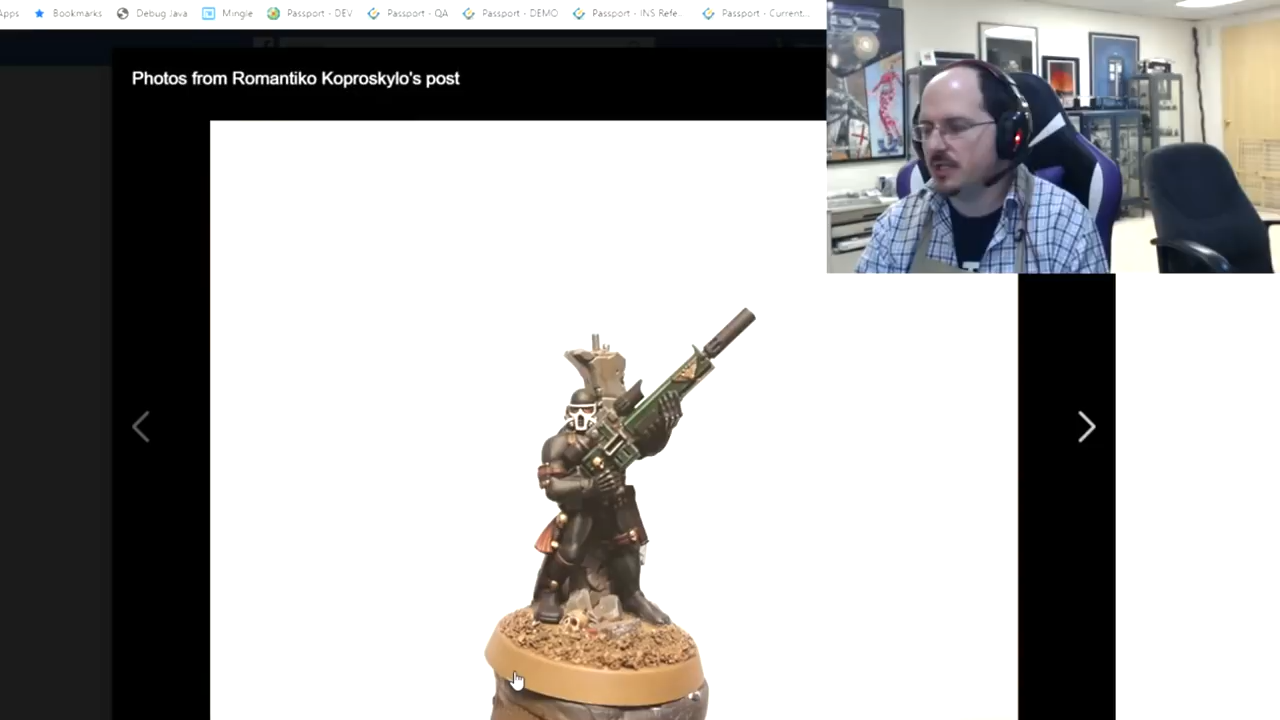 Apps Bookmarks Debug Java Mingle Passport - DEV Passport - QA Passport - DEMO Passport - INS Refe... Passport - Current...
Photos from Romantiko Koproskylo's post